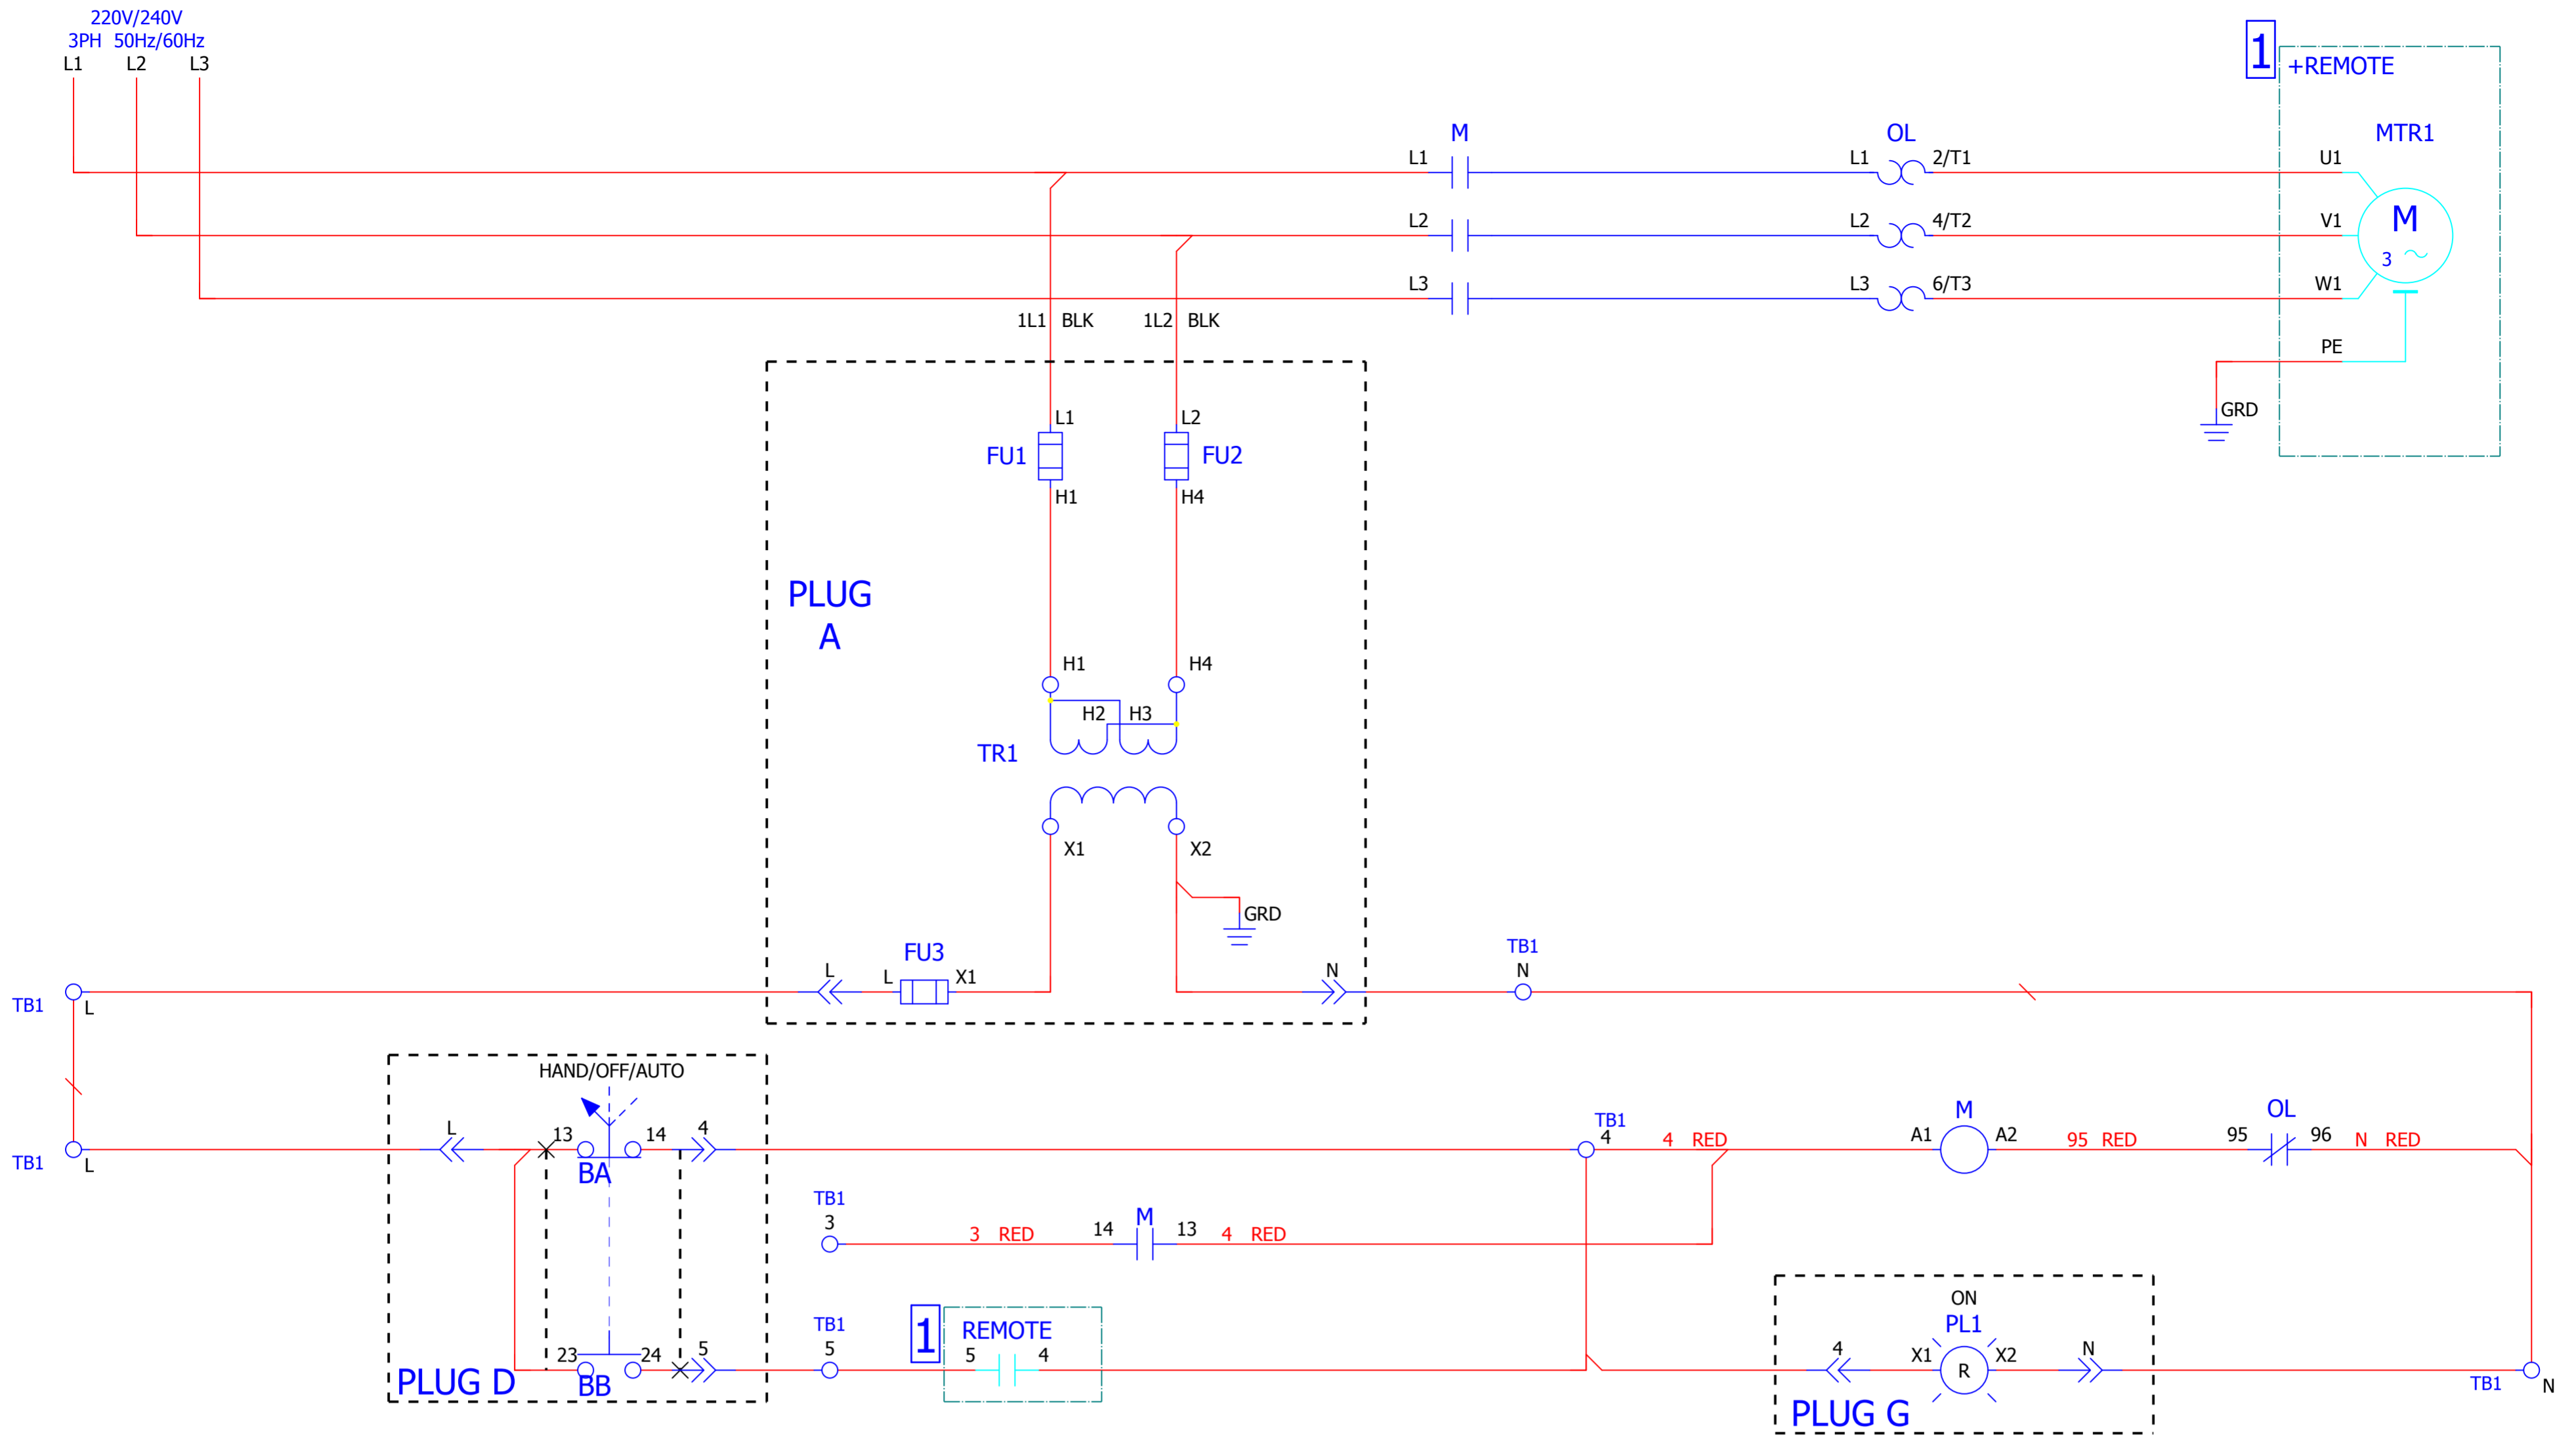 220V/240V
3PH 50Hz/60Hz
L1 L2 L3
1
+REMOTE
M OL MTR1
L1 L1 2/T1 U1
L2 L2 4/T2 V1
M
3
L3 L3 6/T3 W1
1L1 BLK 1L2 BLK
PE
GRD
L1 L2
FU1 FU2
H1 H4
PLUG
A
H1 H4
H2 H3
TR1
X1 X2
GRD
FU3
TB1
L L X1 N N
TB1 L
HAND/OFF/AUTO
L 13 14 4
BA
TB1 L
TB1
4 4 RED
M
A1 A2
95 RED
OL
95 96
N RED
TB1
3 3 RED 14 M 13 4 RED
TB1
5
1
REMOTE
5 4
23 24 5
BB
PLUG D
ON
PL1
4 X1 R X2 N
PLUG G
TB1 N